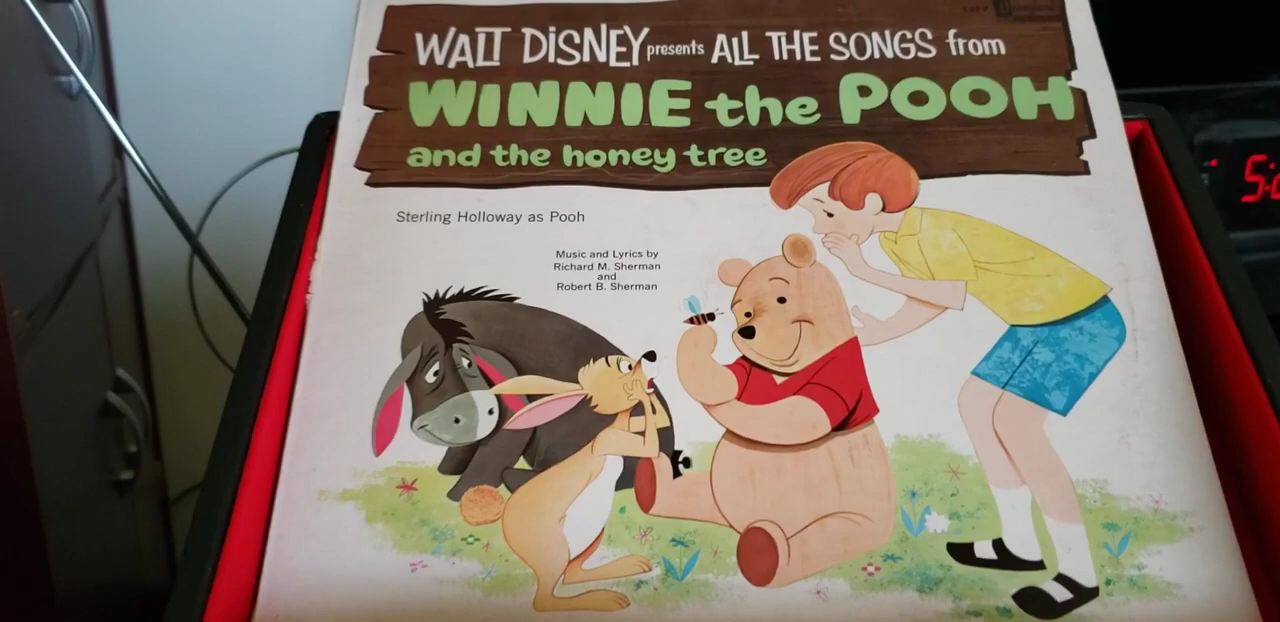 WALT DISNEY presents ALL THE SONGS from
WINNIE the POOH
and the honey tree
Sterling Holloway as Pooh
Music and Lyrics by
Richard M. Sherman
and
Robert B. Sherman